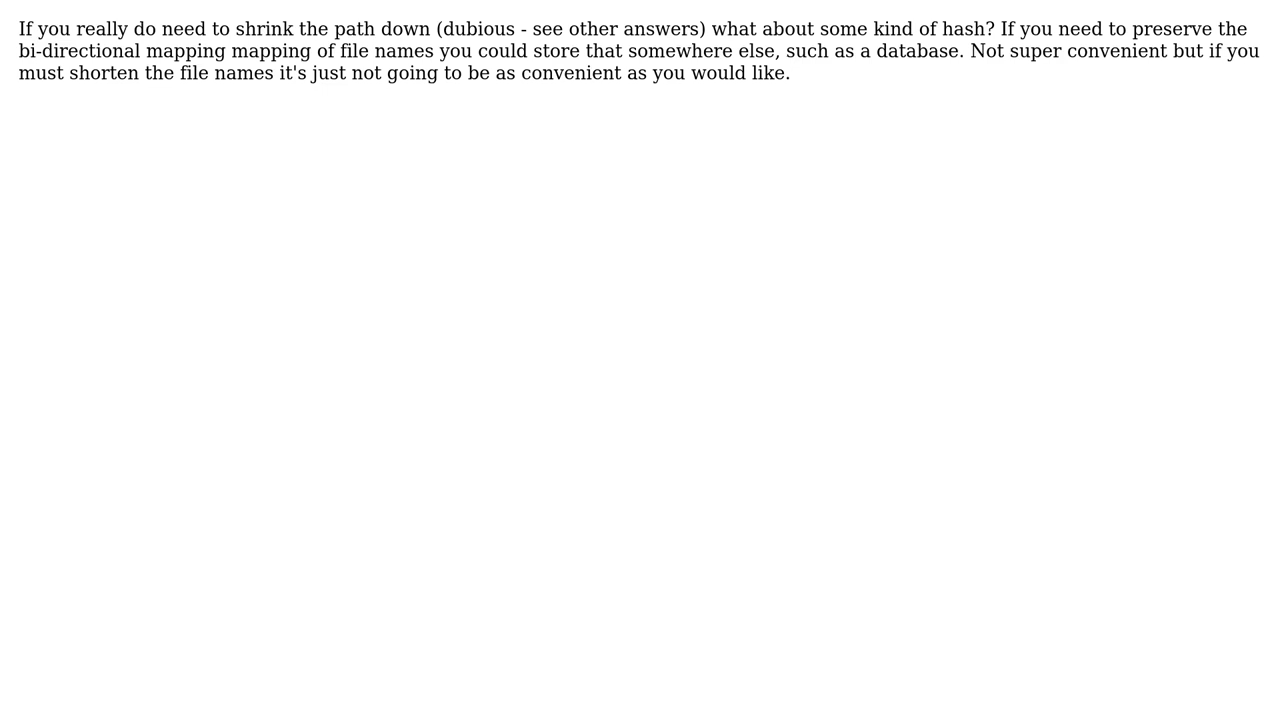 If you really do need to shrink the path down (dubious - see other answers) what about some kind of hash? If you need to preserve the
bi-directional mapping mapping of file names you could store that somewhere else, such as a database. Not super convenient but if you
must shorten the file names it's just not going to be as convenient as you would like.